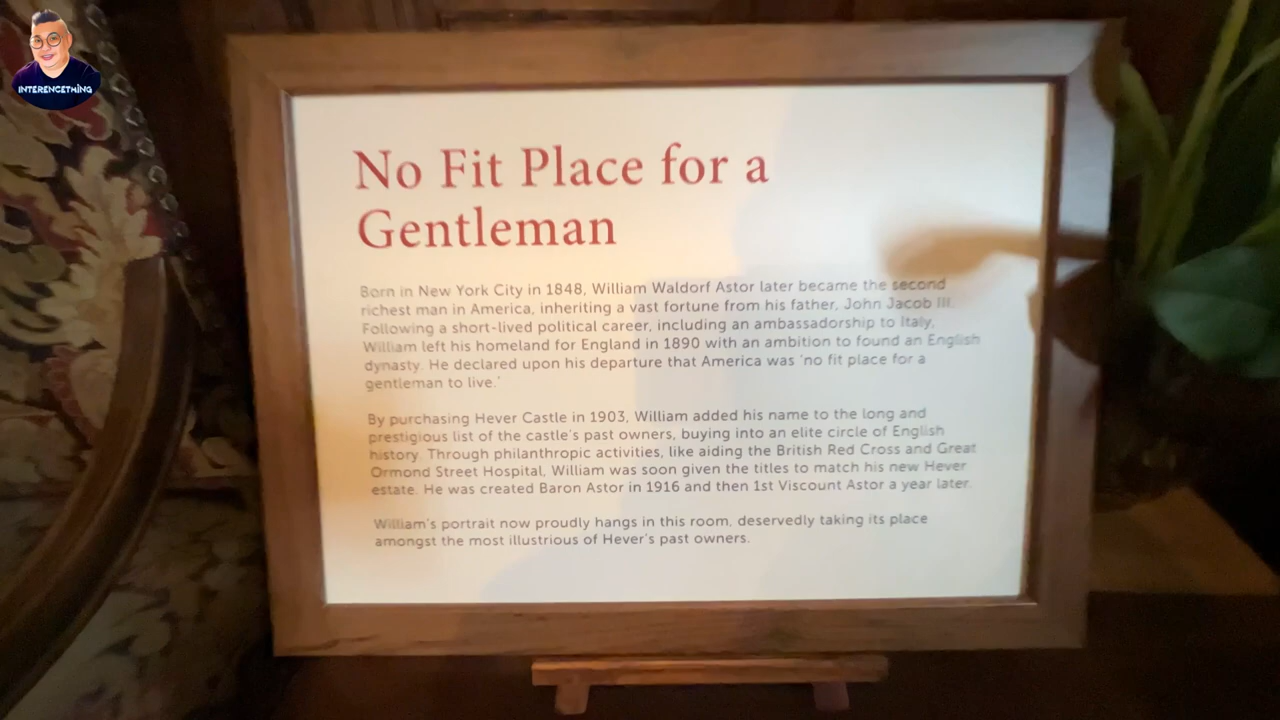 INTERENCETHING
No Fit Place for a
Gentleman
Born in New York City in 1848, William Waldorf Astor later became the second
richest man in America, inheriting a vast fortune from his father, John Jacob III.
Following a short-lived political career, including an ambassadorship to Italy,
William left his homeland for England in 1890 with an ambition to found an English
dynasty. He declared upon his departure that America was 'no fit place for a
gentleman to live.'
By purchasing Hever Castle in 1903, William added his name to the long and
prestigious list of the castle's past owners, buying into an elite circle of English
history. Through philanthropic activities, like aiding the British Red Cross and Great
Ormond Street Hospital, William was soon given the titles to match his new Hever
estate. He was created Baron Astor in 1916 and then 1st Viscount Astor a year later.
William's portrait now proudly hangs in this room, deservedly taking its place
amongst the most illustrious of Hever's past owners.